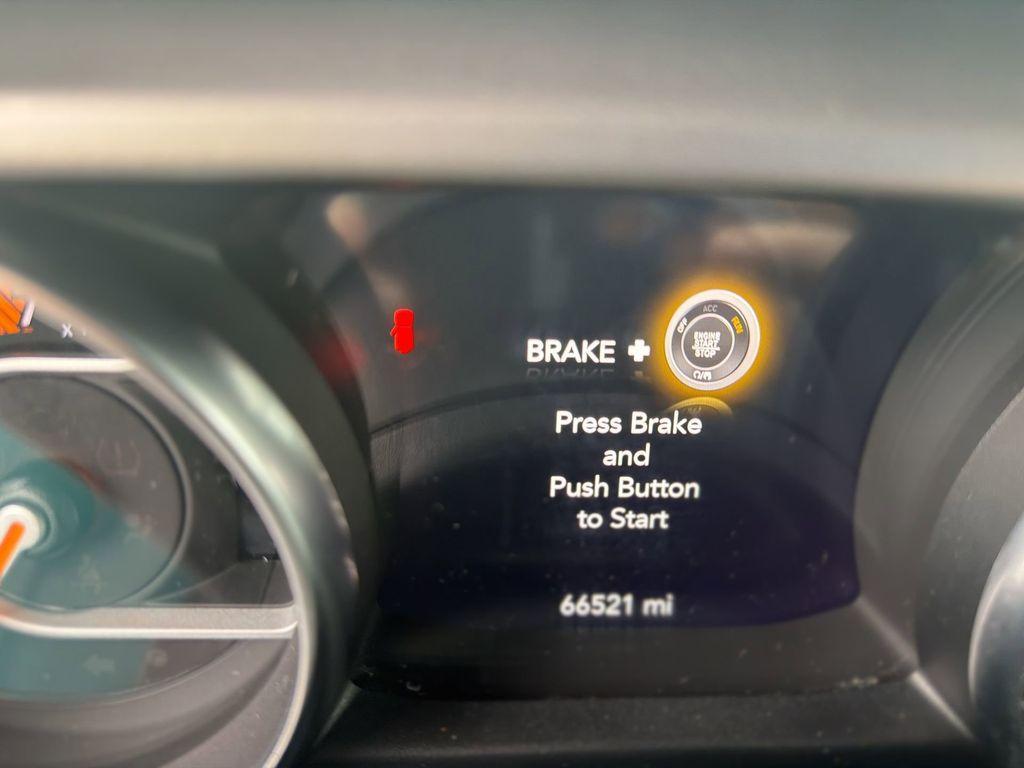 ACC
OFF
RUN
ENGINE
START
STOP
BRAKE +
Press Brake
and
Push Button
to Start
66521 mi